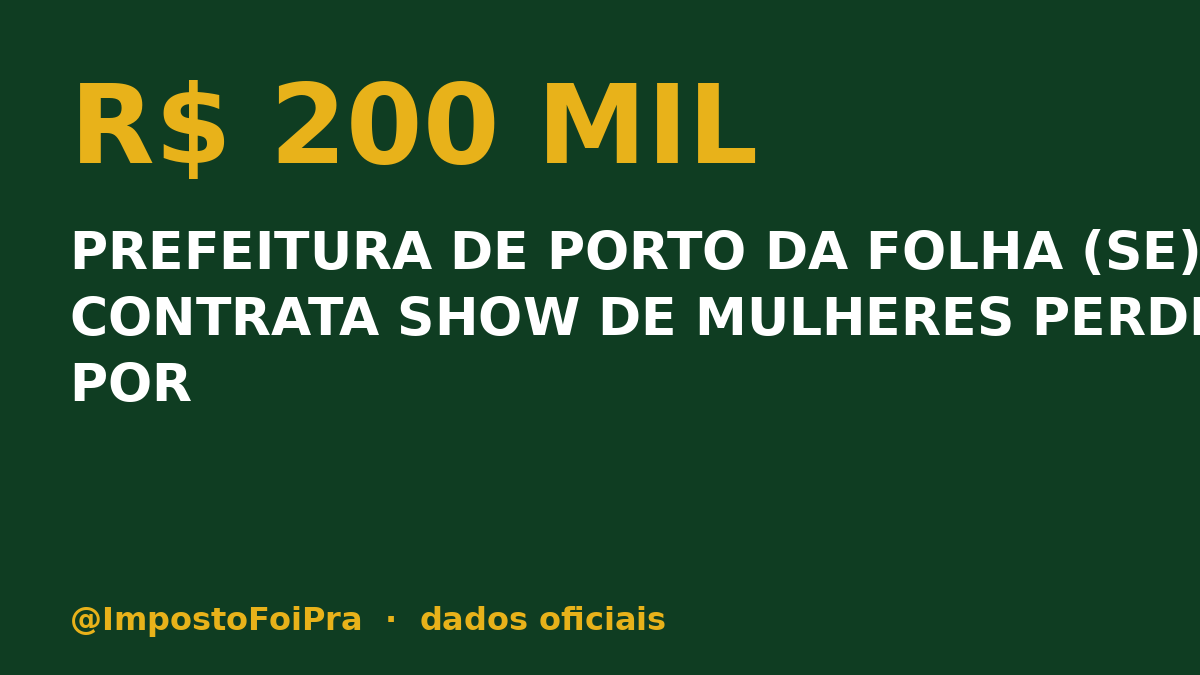 R$ 200 MIL
PREFEITURA DE PORTO DA FOLHA (SE)
CONTRATA SHOW DE MULHERES
POR
@ImpostoFoiPra · dados oficiais